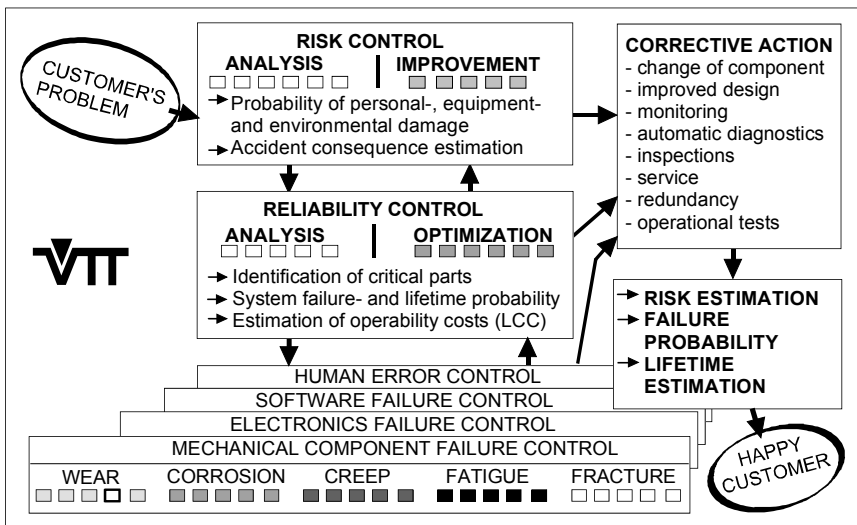 CUSTOMER'S
PROBLEM
RISK CONTROL
ANALYSIS | IMPROVEMENT
Probability of personal-, equipment-
and environmental damage
Accident consequence estimation
RELIABILITY CONTROL
ANALYSIS | OPTIMIZATION
Identification of critical parts
System failure- and lifetime probability
Estimation of operability costs (LCC)
VTT
HUMAN ERROR CONTROL
SOFTWARE FAILURE CONTROL
ELECTRONICS FAILURE CONTROL
MECHANICAL COMPONENT FAILURE CONTROL
WEAR CORROSION CREEP FATIGUE FRACTURE
CORRECTIVE ACTION
- change of component
- improved design
- monitoring
- automatic diagnostics
- inspections
- service
- redundancy
- operational tests
RISK ESTIMATION
FAILURE
PROBABILITY
LIFETIME
ESTIMATION
HAPPY
CUSTOMER